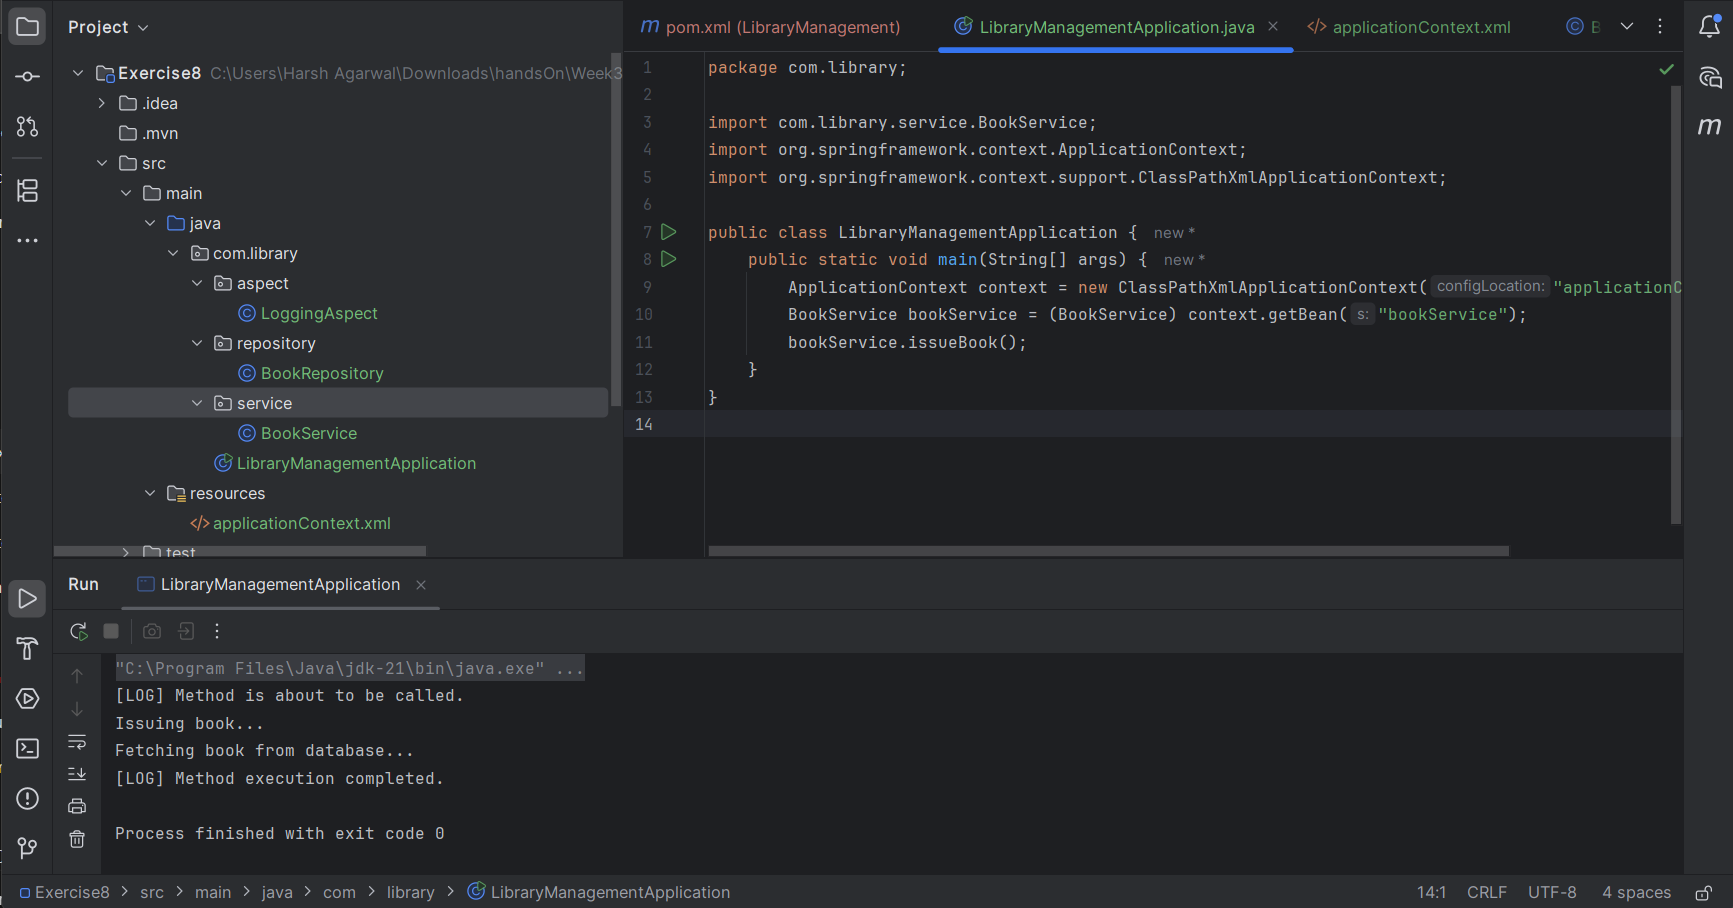 Project
pom.xml (LibraryManagement)
LibraryManagementApplication.java
applicationContext.xml
Exercise8 C:\Users\Harsh Agarwal\Downloads\handsOn\Week3
.idea
.mvn
src
main
java
com.library
aspect
LoggingAspect
repository
BookRepository
service
BookService
LibraryManagementApplication
resources
applicationContext.xml
test
1 package com.library;
2
3 import com.library.service.BookService;
4 import org.springframework.context.ApplicationContext;
5 import org.springframework.context.support.ClassPathXmlApplicationContext;
6
7 public class LibraryManagementApplication { new *
8 public static void main(String[] args) { new *
9 ApplicationContext context = new ClassPathXmlApplicationContext( configLocation: "applicationC
10 BookService bookService = (BookService) context.getBean( s: "bookService");
11 bookService.issueBook();
12 }
13 }
14
Run
LibraryManagementApplication
"C:\Program Files\Java\jdk-21\bin\java.exe" ...
[LOG] Method is about to be called.
Issuing book...
Fetching book from database...
[LOG] Method execution completed.
Process finished with exit code 0
Exercise8 > src > main > java > com > library > LibraryManagementApplication
14:1 CRLF UTF-8 4 spaces